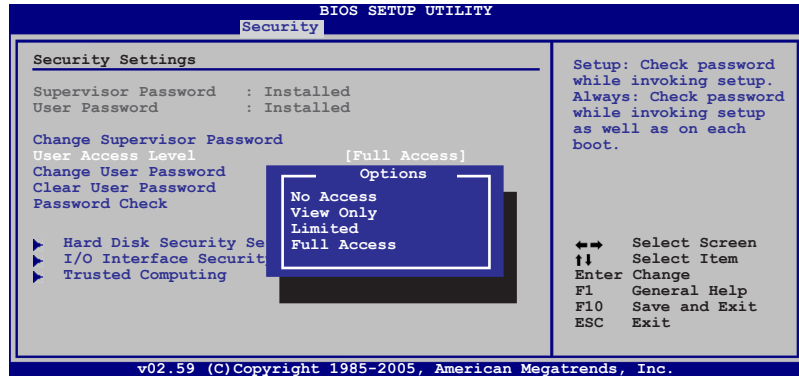 BIOS SETUP UTILITY
Security
Security Settings
Supervisor Password : Installed
User Password : Installed
Change Supervisor Password
User Access Level [Full Access]
Change User Password
Clear User Password
Password Check
Hard Disk Security Se
I/O Interface Securit
Trusted Computing
Options
No Access
View Only
Limited
Full Access
Setup: Check password
while invoking setup.
Always: Check password
while invoking setup
as well as on each
boot.
Select Screen
Select Item
Enter Change
F1 General Help
F10 Save and Exit
ESC Exit
v02.59 (C)Copyright 1985-2005, American Megatrends, Inc.